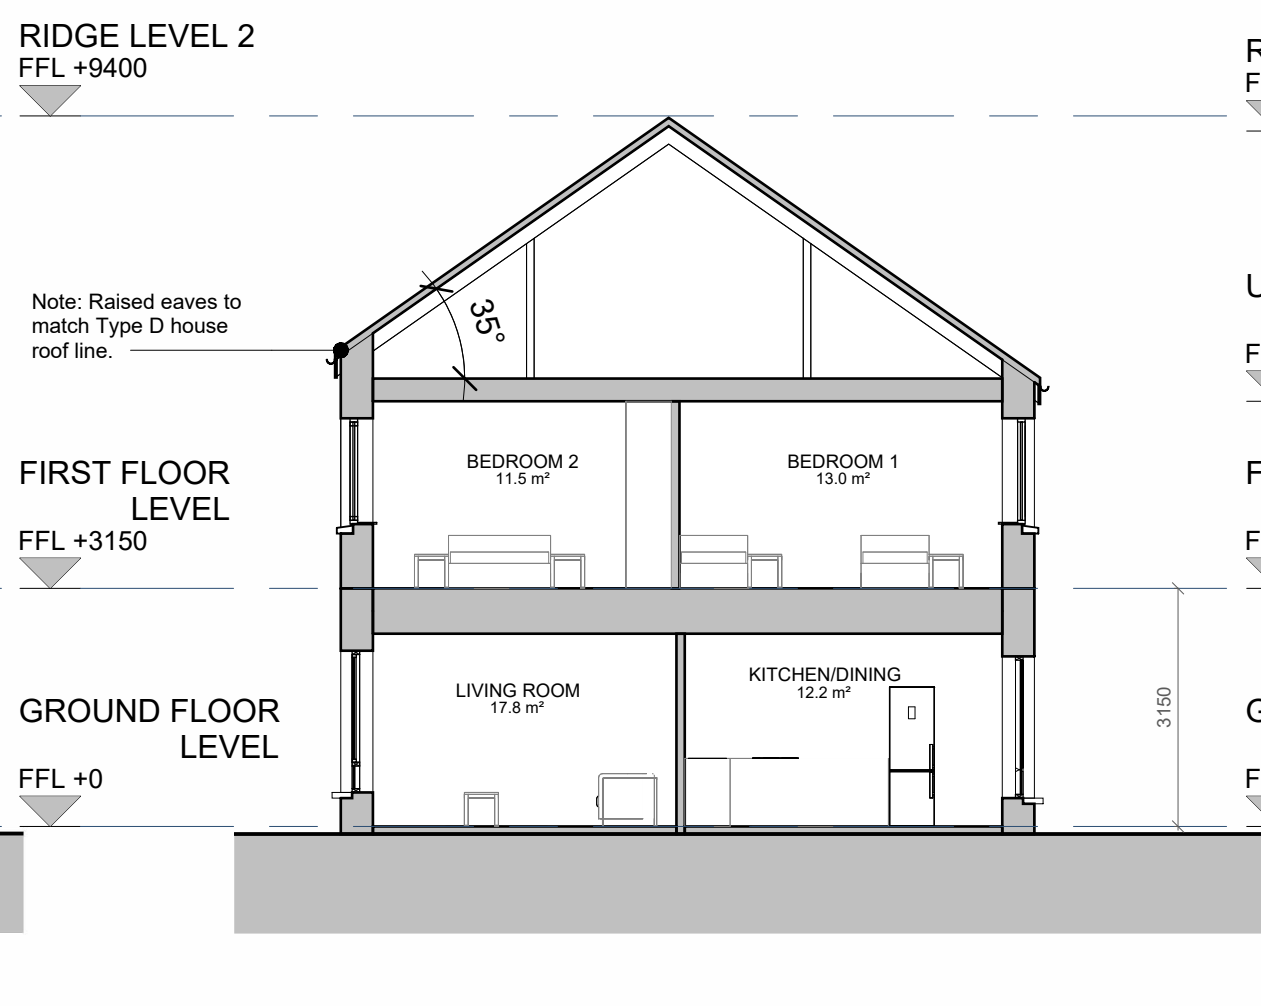 RIDGE LEVEL 2
FFL +9400
Note: Raised eaves to
match Type D house
roof line.
35°
FIRST FLOOR
LEVEL
FFL +3150
BEDROOM 2
11.5 m²
BEDROOM 1
13.0 m²
GROUND FLOOR
LEVEL
FFL +0
LIVING ROOM
17.8 m²
KITCHEN/DINING
12.2 m²
3150